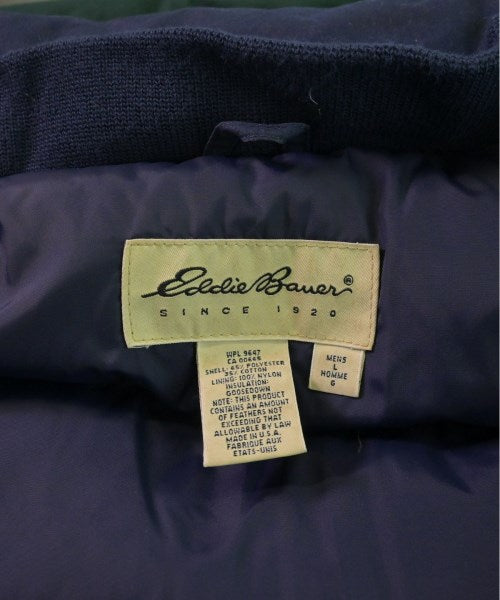 Eddie Bauer®
SINCE 1920
WPL 9647
CA 00645
SHELL: 65% POLYESTER
35% COTTON
LINING: 100% NYLON
INSULATION:
GOOSEDOWN
NOTE: THIS PRODUCT
CONTAINS AN AMOUNT
OF FEATHERS NOT
EXCEEDING THAT
ALLOWABLE BY LAW
MADE IN U.S.A.
FABRIQUE AUX
ETATS-UNIS
MENS
L
HOMME
G